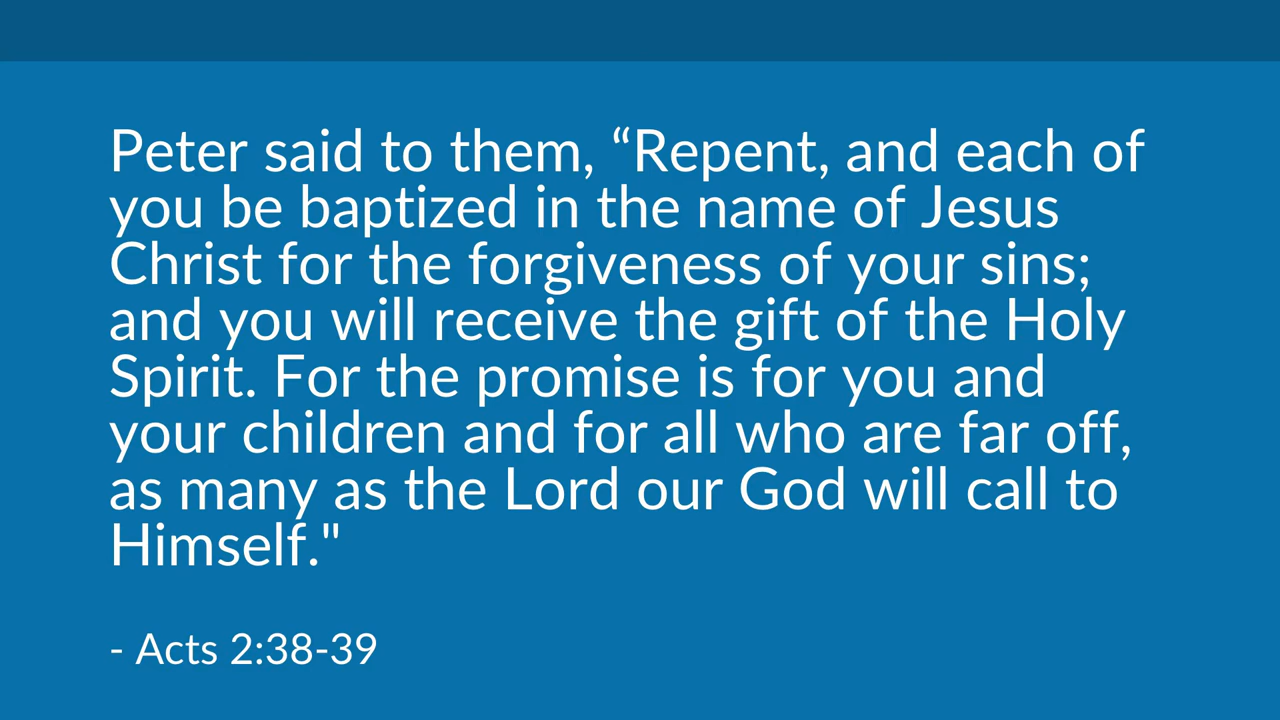 Peter said to them, “Repent, and each of
you be baptized in the name of Jesus
Christ for the forgiveness of your sins;
and you will receive the gift of the Holy
Spirit. For the promise is for you and
your children and for all who are far off,
as many as the Lord our God will call to
Himself."
- Acts 2:38-39